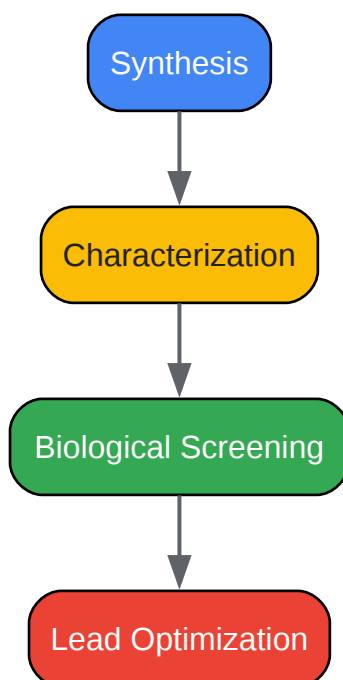 Synthesis
Characterization
Biological Screening
Lead Optimization